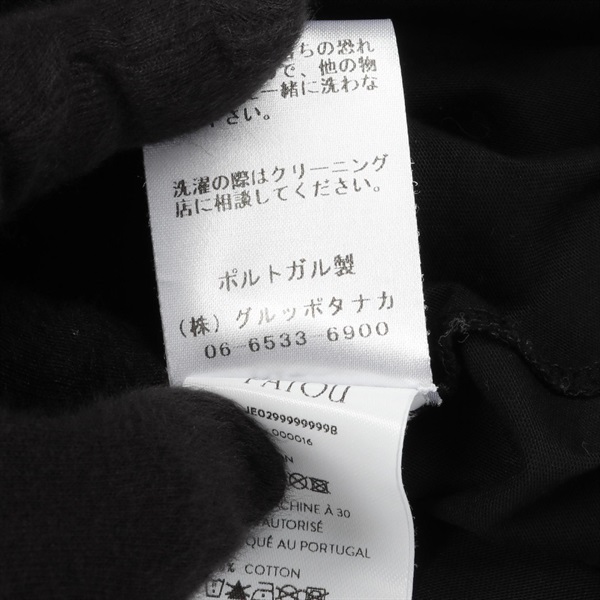 ちの恐れ
で、他の物
一緒に洗わな
さい。
洗濯の際はクリーニング
店に相談してください。
ポルトガル製
(株)グルッポタナカ
06-6533-6900
PATOU
JE0299999999B
000016
ON
CHINE À 30
AUTORISÉ
QUÉ AU PORTUGAL
% COTTON